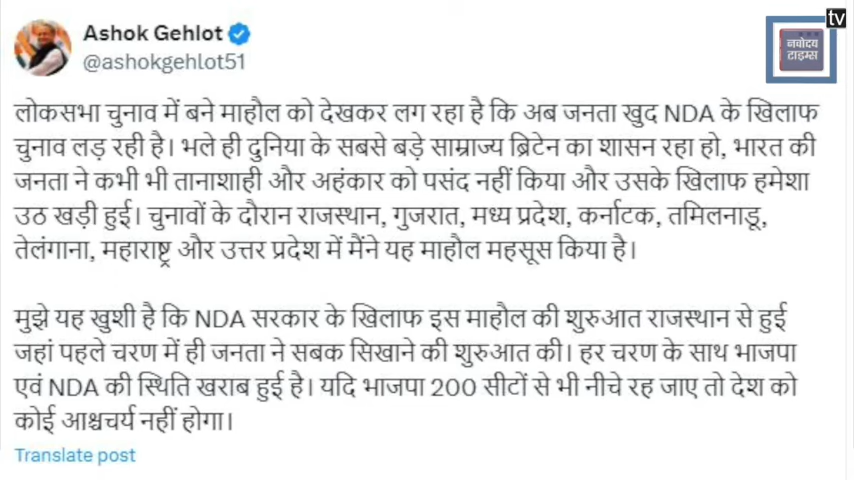 tv
नवोदय
टाइम्स
Ashok Gehlot
@ashokgehlot51
लोकसभा चुनाव में बने माहौल को देखकर लग रहा है कि अब जनता खुद NDA के खिलाफ
चुनाव लड़ रही है। भले ही दुनिया के सबसे बड़े साम्राज्य ब्रिटेन का शासन रहा हो, भारत की
जनता ने कभी भी तानाशाही और अहंकार को पसंद नहीं किया और उसके खिलाफ हमेशा
उठ खड़ी हुई। चुनावों के दौरान राजस्थान, गुजरात, मध्य प्रदेश, कर्नाटक, तमिलनाडू,
तेलंगाना, महाराष्ट्र और उत्तर प्रदेश में मैंने यह माहौल महसूस किया है।
मुझे यह खुशी है कि NDA सरकार के खिलाफ इस माहौल की शुरुआत राजस्थान से हुई
जहां पहले चरण में ही जनता ने सबक सिखाने की शुरुआत की। हर चरण के साथ भाजपा
एवं NDA की स्थिति खराब हुई है। यदि भाजपा 200 सीटों से भी नीचे रह जाए तो देश को
कोई आश्चचर्य नहीं होगा।
Translate post